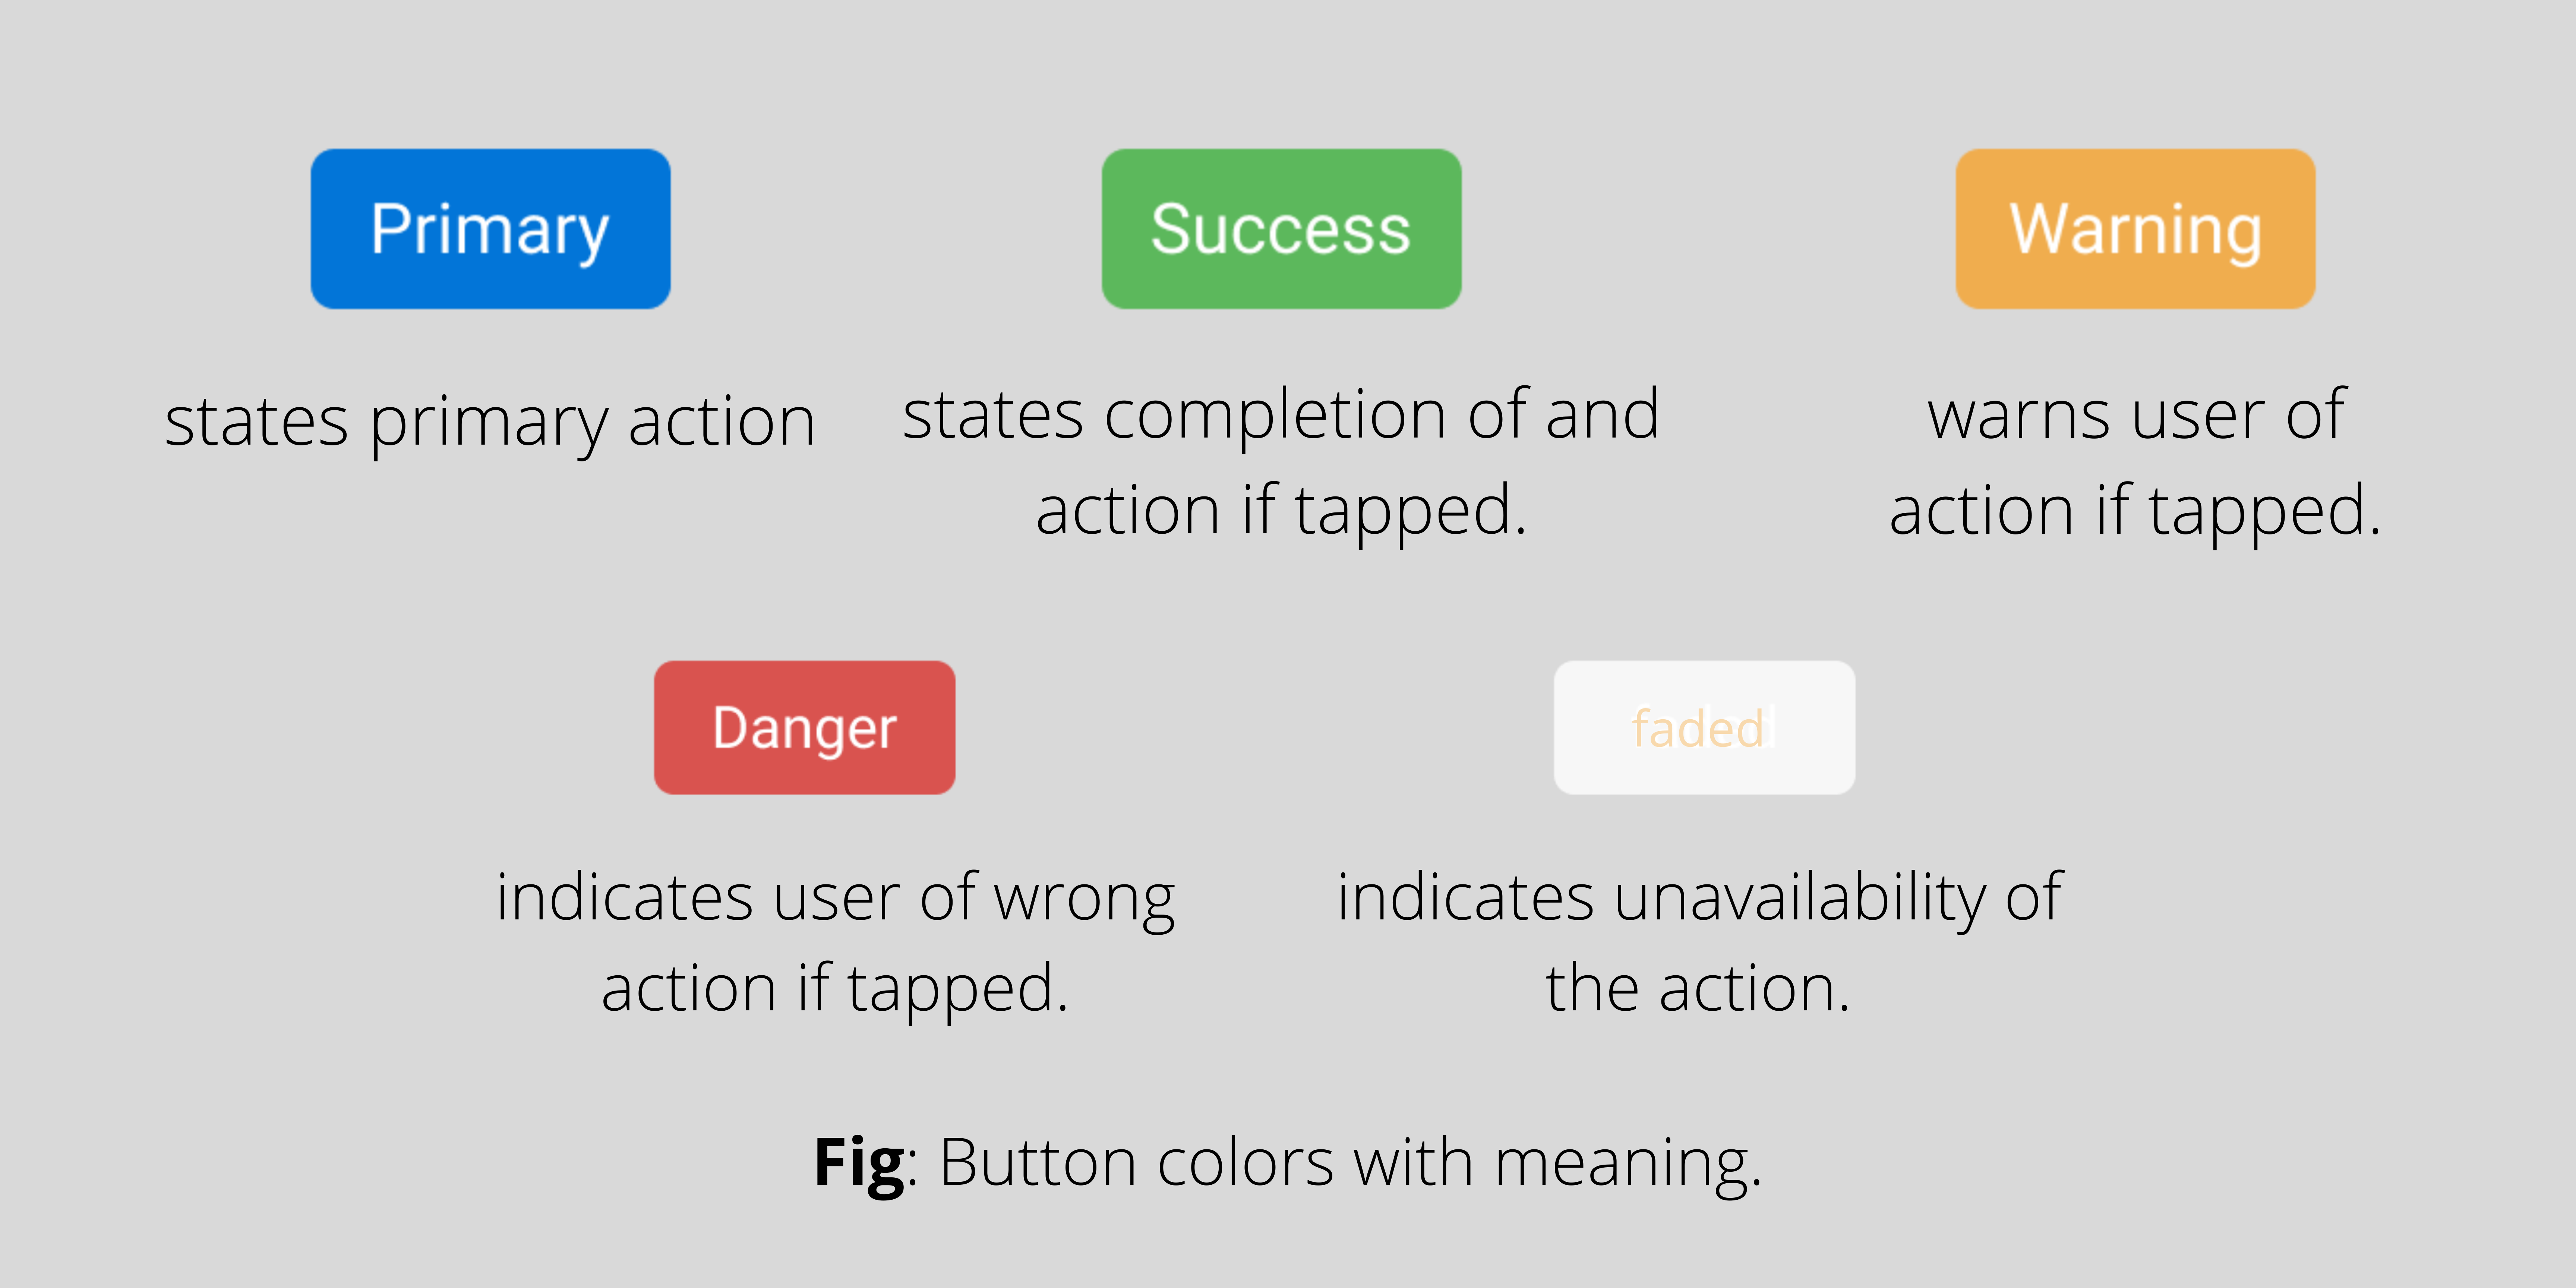 Primary
states primary action
Success
states completion of and
action if tapped.
Warning
warns user of
action if tapped.
Danger
indicates user of wrong
action if tapped.
faded
indicates unavailability of
the action.
Fig: Button colors with meaning.